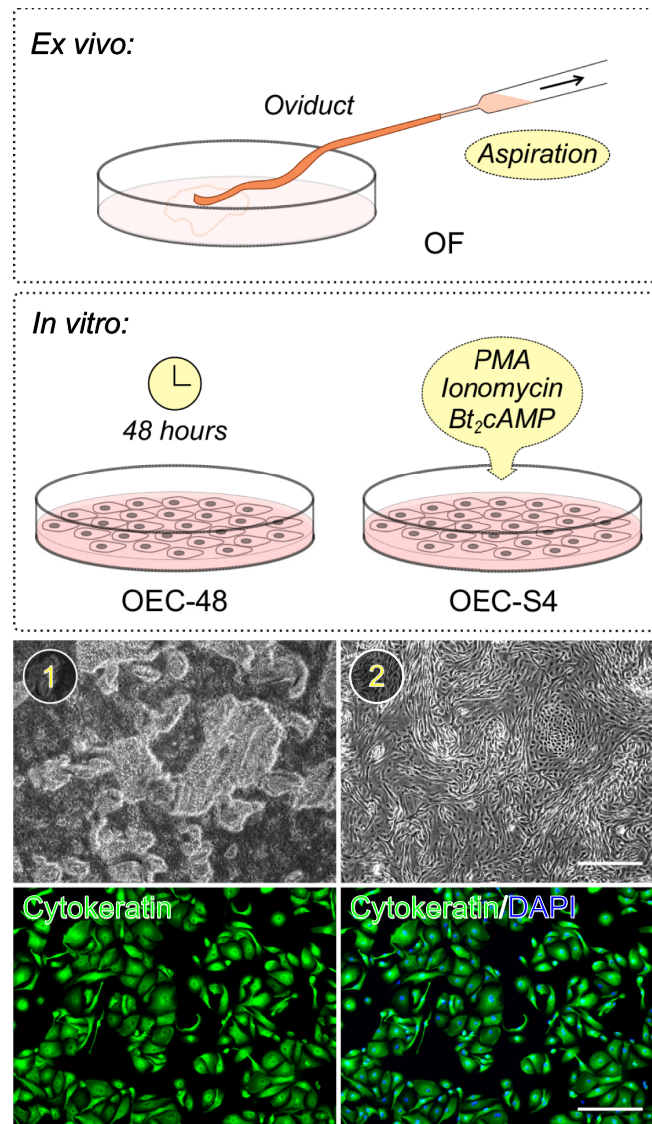 Ex vivo:
Oviduct
Aspiration
OF
In vitro:
48 hours
PMA
Ionomycin
Bt₂cAMP
OEC-48
OEC-S4
1
2
Cytokeratin
Cytokeratin/DAPI